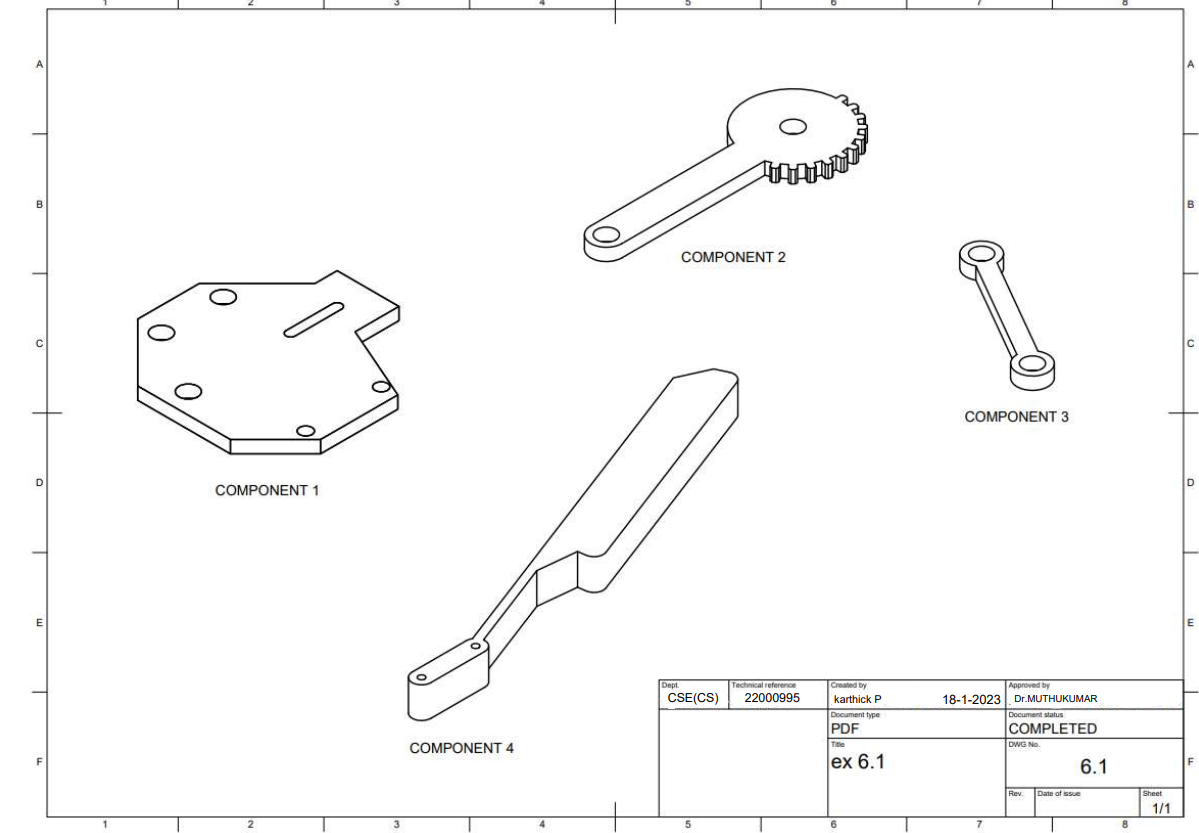 1 2 3 4 5 6 7 8
A A
B B
COMPONENT 2
C C
COMPONENT 3
D D
COMPONENT 1
E E
COMPONENT 4
F F
Dept. Technical reference Created by Approved by
CSE(CS) 22000995 karthick P 18-1-2023 Dr.MUTHUKUMAR
Document type Document status
PDF COMPLETED
Title DWG No.
ex 6.1 6.1
Rev. Date of issue Sheet
1/1
1 2 3 4 5 6 7 8